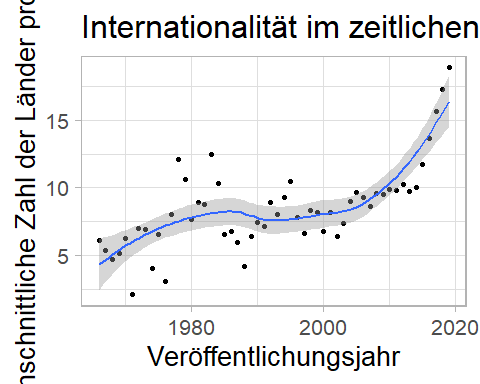 Internationalität im zeitlichen
nschnittliche Zahl der Länder pro
15
10
5
1980
2000
2020
Veröffentlichungsjahr